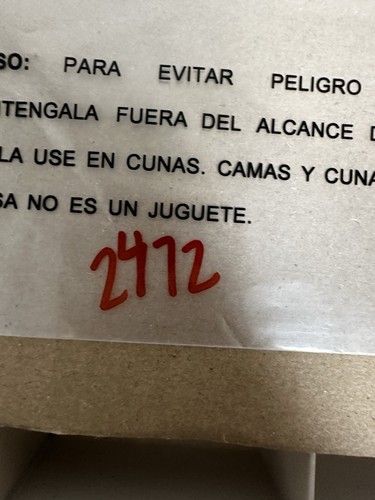 SO: PARA EVITAR PELIGRO
TENGALA FUERA DEL ALCANCE D
LA USE EN CUNAS. CAMAS Y CUNA
SA NO ES UN JUGUETE.
2472